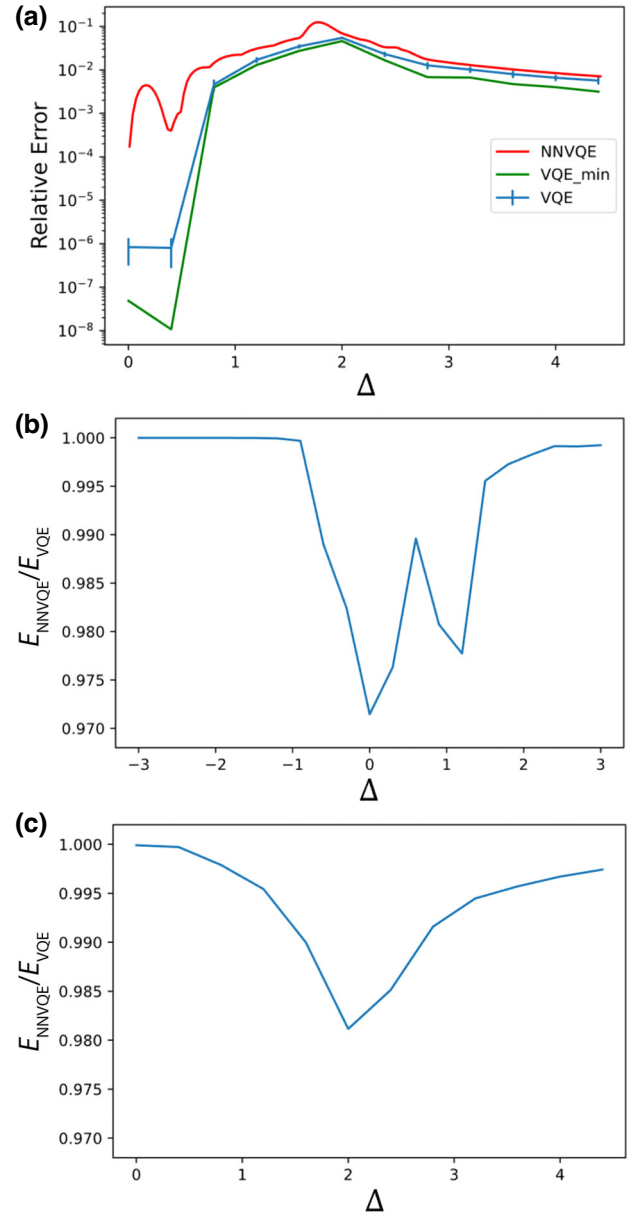 (a)
10⁻¹
10⁻²
10⁻³
10⁻⁴
10⁻⁵
10⁻⁶
10⁻⁷
10⁻⁸
Relative Error
NNVQE
VQE_min
VQE
0 1 2 3 4
Δ
(b)
1.000
0.995
0.990
0.985
0.980
0.975
0.970
E_NNVQE/E_VQE
−3 −2 −1 0 1 2 3
Δ
(c)
1.000
0.995
0.990
0.985
0.980
0.975
0.970
E_NNVQE/E_VQE
0 1 2 3 4
Δ